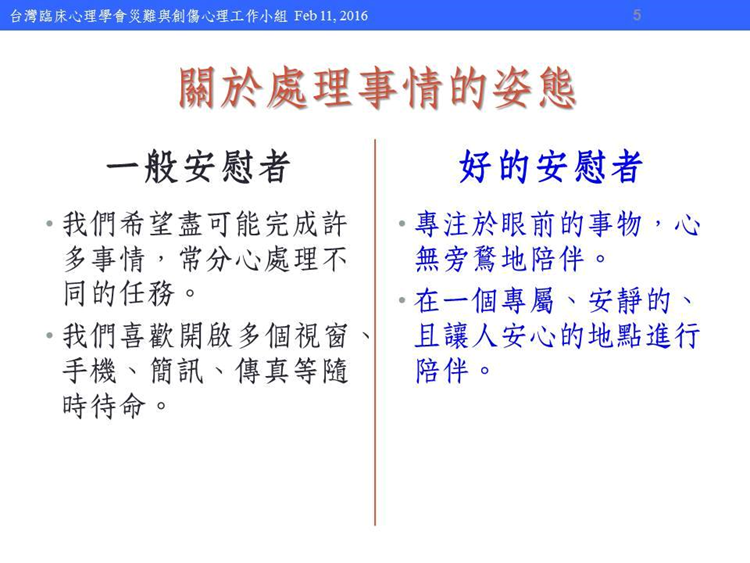 台灣臨床心理學會災難與創傷心理工作小組 Feb 11, 2016
5
關於處理事情的姿態
一般安慰者
• 我們希望盡可能完成許
多事情，常分心處理不
同的任務。
• 我們喜歡開啟多個視窗、
手機、簡訊、傳真等隨
時待命。
好的安慰者
• 專注於眼前的事物，心
無旁騖地陪伴。
• 在一個專屬、安靜的、
且讓人安心的地點進行
陪伴。